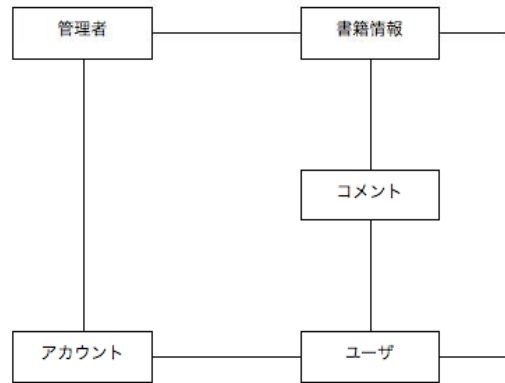 管理者
書籍情報
コメント
アカウント
ユーザ